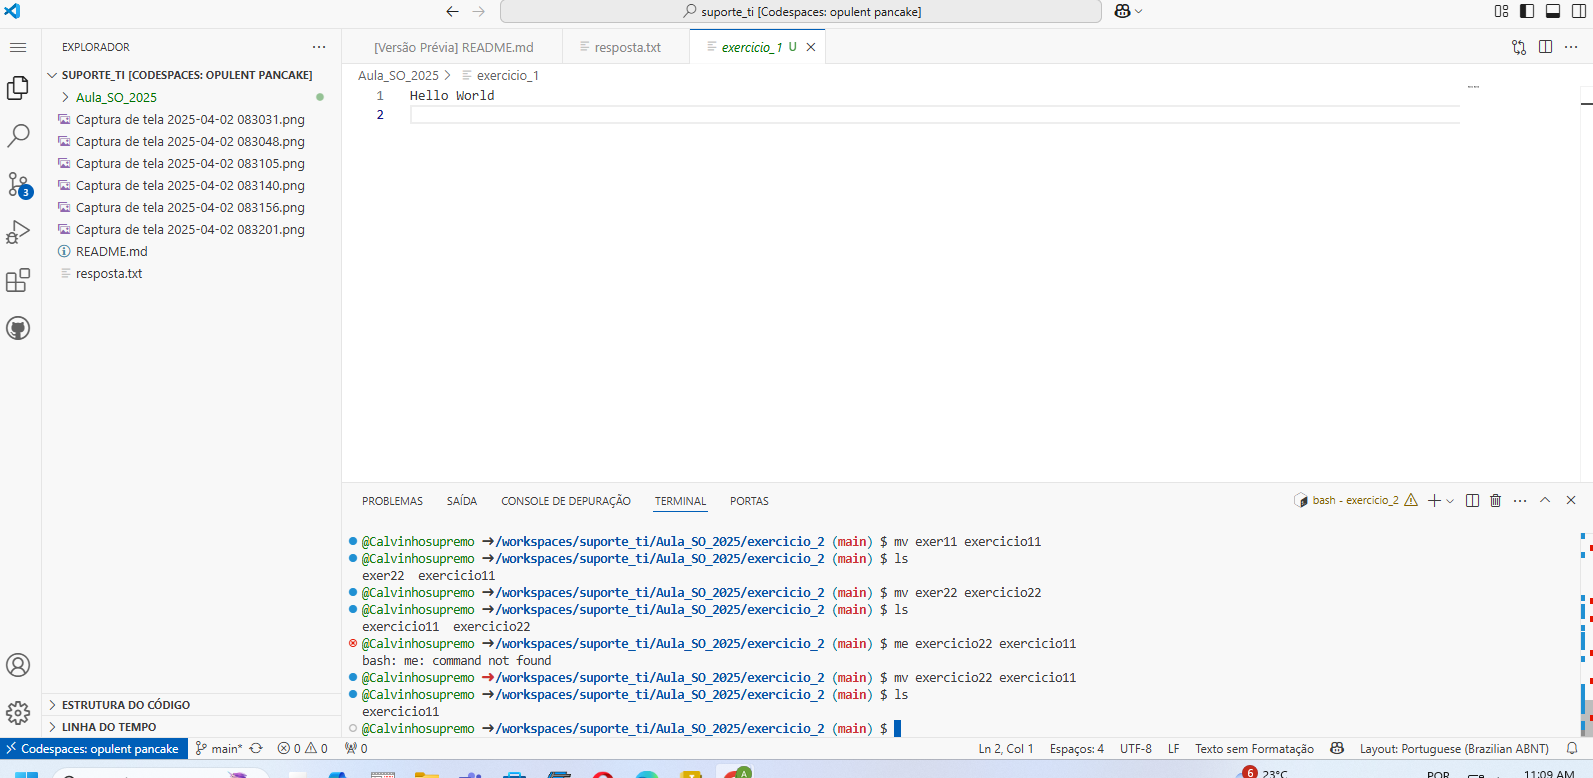 suporte_ti [Codespaces: opulent pancake]
EXPLORADOR
SUPORTE_TI [CODESPACES: OPULENT PANCAKE]
Aula_SO_2025
Captura de tela 2025-04-02 083031.png
Captura de tela 2025-04-02 083048.png
Captura de tela 2025-04-02 083105.png
Captura de tela 2025-04-02 083140.png
Captura de tela 2025-04-02 083156.png
Captura de tela 2025-04-02 083201.png
README.md
resposta.txt
3
ESTRUTURA DO CÓDIGO
LINHA DO TEMPO
[Versão Prévia] README.md
resposta.txt
exercicio_1 U
Aula_SO_2025 > exercicio_1
1 Hello World
2
PROBLEMAS SAÍDA CONSOLE DE DEPURAÇÃO TERMINAL PORTAS
bash - exercicio_2
@Calvinhosupremo ➜/workspaces/suporte_ti/Aula_SO_2025/exercicio_2 (main) $ mv exer11 exercicio11
@Calvinhosupremo ➜/workspaces/suporte_ti/Aula_SO_2025/exercicio_2 (main) $ ls
exer22 exercicio11
@Calvinhosupremo ➜/workspaces/suporte_ti/Aula_SO_2025/exercicio_2 (main) $ mv exer22 exercicio22
@Calvinhosupremo ➜/workspaces/suporte_ti/Aula_SO_2025/exercicio_2 (main) $ ls
exercicio11 exercicio22
@Calvinhosupremo ➜/workspaces/suporte_ti/Aula_SO_2025/exercicio_2 (main) $ me exercicio22 exercicio11
bash: me: command not found
@Calvinhosupremo ➜/workspaces/suporte_ti/Aula_SO_2025/exercicio_2 (main) $ mv exercicio22 exercicio11
@Calvinhosupremo ➜/workspaces/suporte_ti/Aula_SO_2025/exercicio_2 (main) $ ls
exercicio11
@Calvinhosupremo ➜/workspaces/suporte_ti/Aula_SO_2025/exercicio_2 (main) $
Codespaces: opulent pancake main* 0 0 0 Ln 2, Col 1 Espaços: 4 UTF-8 LF Texto sem Formatação Layout: Portuguese (Brazilian ABNT)
A 6 23°C POR 11:09 AM